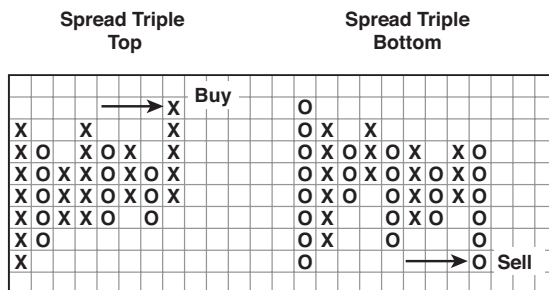 Spread Triple
Top
Spread Triple
Bottom
Buy
X O
X X X O X X
X O X O X X O X O X O X X O
X O X X O X O X O X O X O X O X O
X O X X O X O X O X O O X O X O
X O X X O O O X O X O O
X O O X O O
X O O Sell